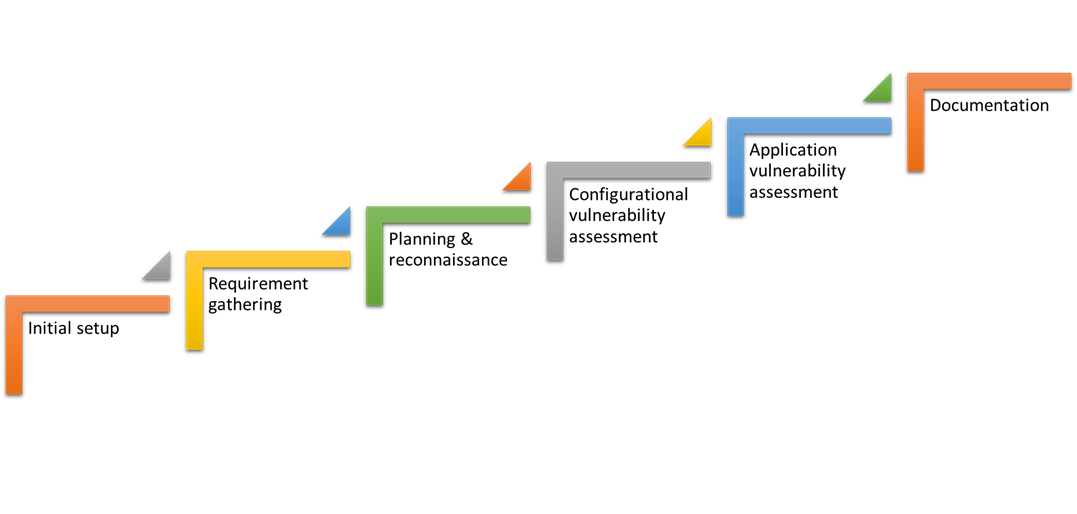 Initial setup
Requirement
gathering
Planning &
reconnaissance
Configurational
vulnerability
assessment
Application
vulnerability
assessment
Documentation